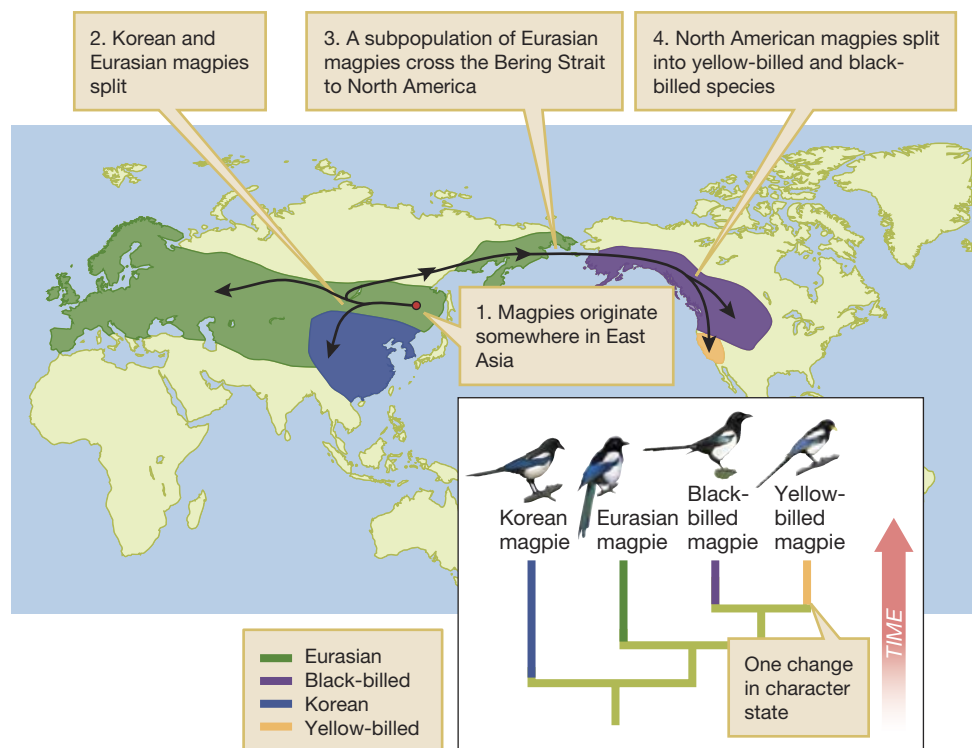 2. Korean and
Eurasian magpies
split
3. A subpopulation of Eurasian
magpies cross the Bering Strait
to North America
4. North American magpies split
into yellow-billed and black-
billed species
1. Magpies originate
somewhere in East
Asia
Korean
magpie
Eurasian
magpie
Black-
billed
magpie
Yellow-
billed
magpie
TIME
One change
in character
state
Eurasian
Black-billed
Korean
Yellow-billed